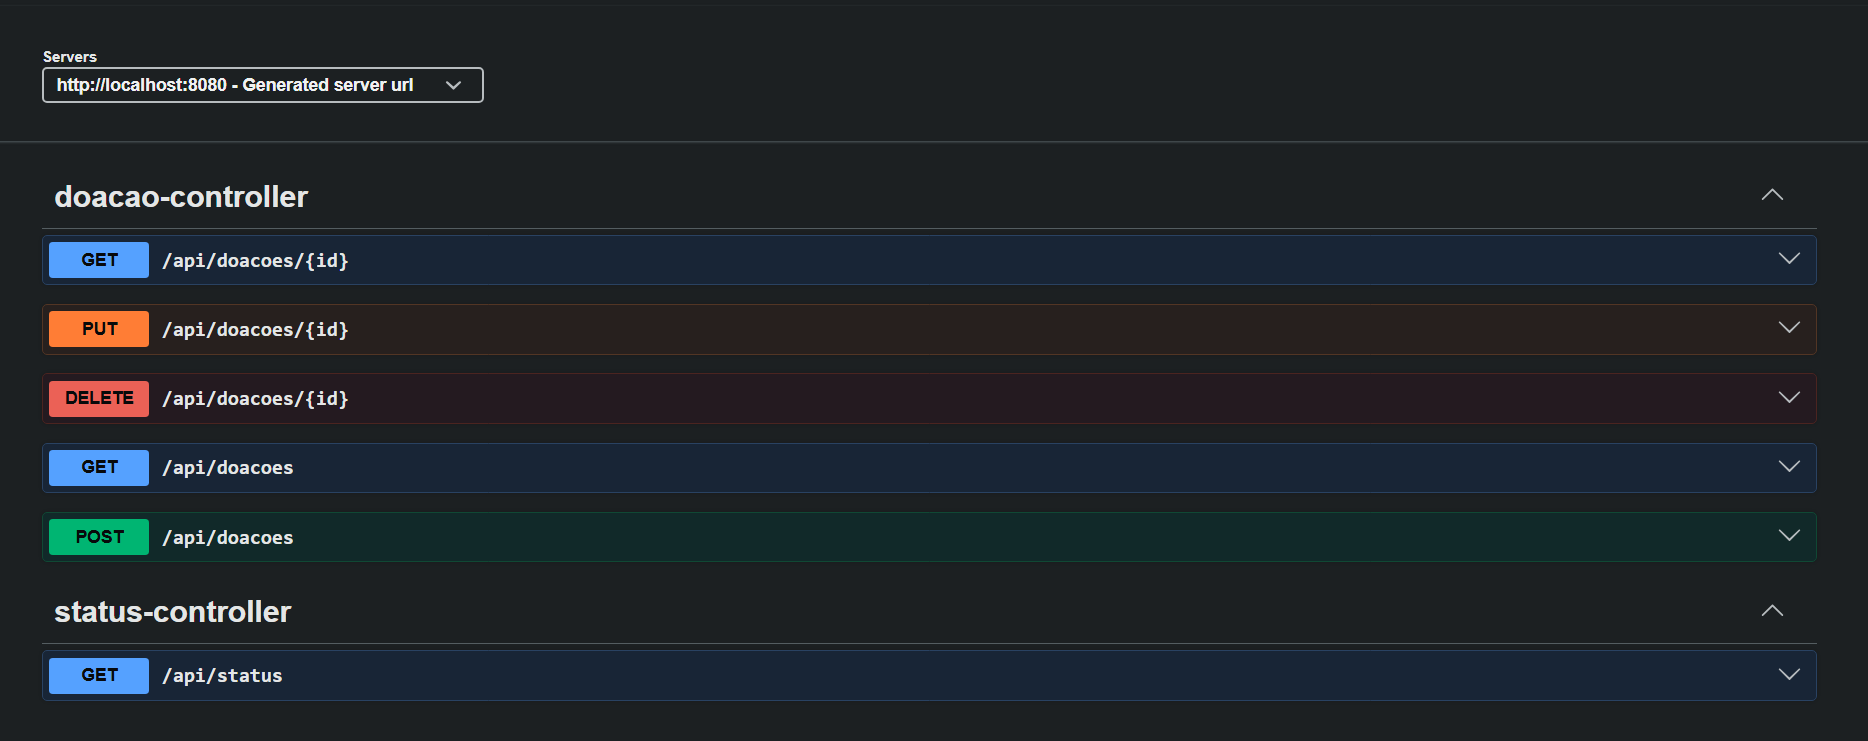 Servers
http://localhost:8080 - Generated server url
doacao-controller
GET /api/doacoes/{id}
PUT /api/doacoes/{id}
DELETE /api/doacoes/{id}
GET /api/doacoes
POST /api/doacoes
status-controller
GET /api/status